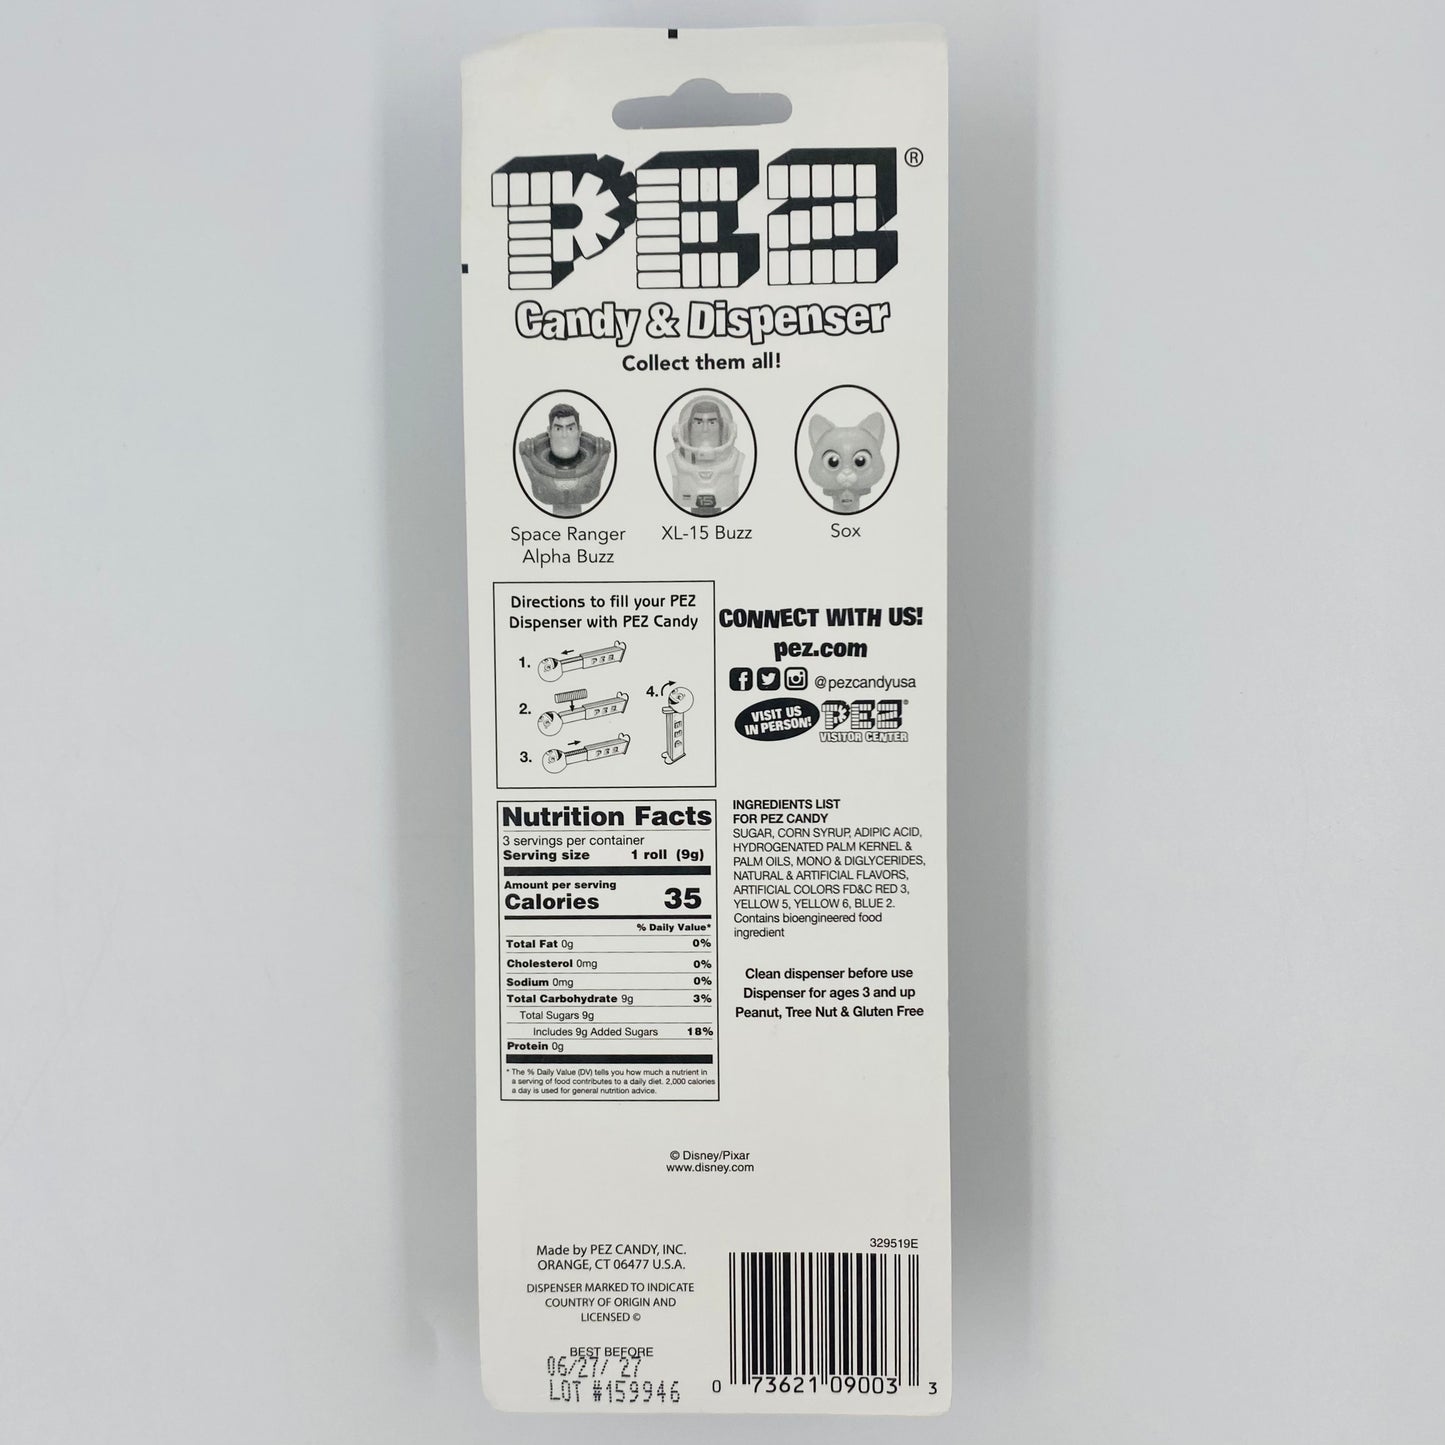 PEZ®
Candy & Dispenser
Collect them all!
15
Space Ranger
Alpha Buzz
XL-15 Buzz
Sox
Directions to fill your PEZ
Dispenser with PEZ Candy
1.
PEZ
2.
PEZ
3.
PEZ
4.
PEZ
CONNECT WITH US!
pez.com
@pezcandyusa
VISIT US
IN PERSON!
PEZ®
VISITOR CENTER
Nutrition Facts
3 servings per container
Serving size 1 roll (9g)
Amount per serving
Calories 35
% Daily Value*
Total Fat 0g 0%
Cholesterol 0mg 0%
Sodium 0mg 0%
Total Carbohydrate 9g 3%
Total Sugars 9g
Includes 9g Added Sugars 18%
Protein 0g
* The % Daily Value (DV) tells you how much a nutrient in
a serving of food contributes to a daily diet. 2,000 calories
a day is used for general nutrition advice.
INGREDIENTS LIST
FOR PEZ CANDY
SUGAR, CORN SYRUP, ADIPIC ACID,
HYDROGENATED PALM KERNEL &
PALM OILS, MONO & DIGLYCERIDES,
NATURAL & ARTIFICIAL FLAVORS,
ARTIFICIAL COLORS FD&C RED 3,
YELLOW 5, YELLOW 6, BLUE 2.
Contains bioengineered food
ingredient
Clean dispenser before use
Dispenser for ages 3 and up
Peanut, Tree Nut & Gluten Free
© Disney/Pixar
www.disney.com
Made by PEZ CANDY, INC.
ORANGE, CT 06477 U.S.A.
DISPENSER MARKED TO INDICATE
COUNTRY OF ORIGIN AND
LICENSED ©
BEST BEFORE
06/27/ 27
LOT #159946
329519E
0 73621 09003 3